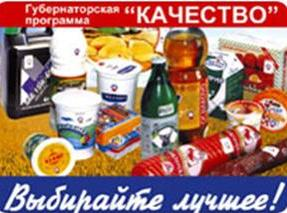 Губернаторская
программа "КАЧЕСТВО"
Выбирайте лучшее!